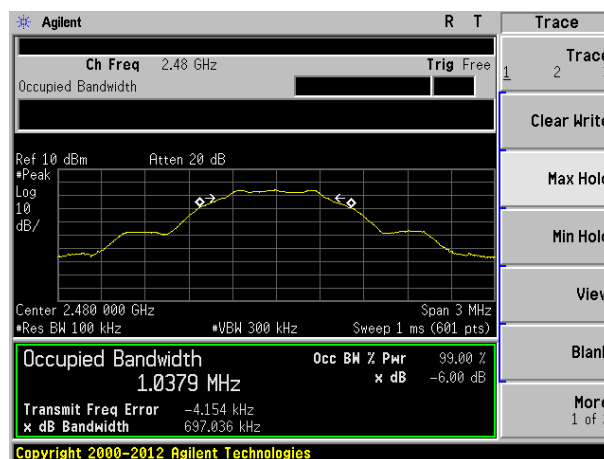 Agilent R T Trace
Ch Freq 2.48 GHz Trig Free
Occupied Bandwidth
Trace
1 2
Clear Write
Max Hold
Min Hold
View
Blank
More
1 of
Ref 10 dBm Atten 20 dB
#Peak
Log
10
dB/
Center 2.480 000 GHz Span 3 MHz
#Res BW 100 kHz #VBW 300 kHz Sweep 1 ms (601 pts)
Occupied Bandwidth Occ BW % Pwr 99.00 %
1.0379 MHz x dB -6.00 dB
Transmit Freq Error -4.154 kHz
x dB Bandwidth 697.036 kHz
Copyright 2000-2012 Agilent Technologies